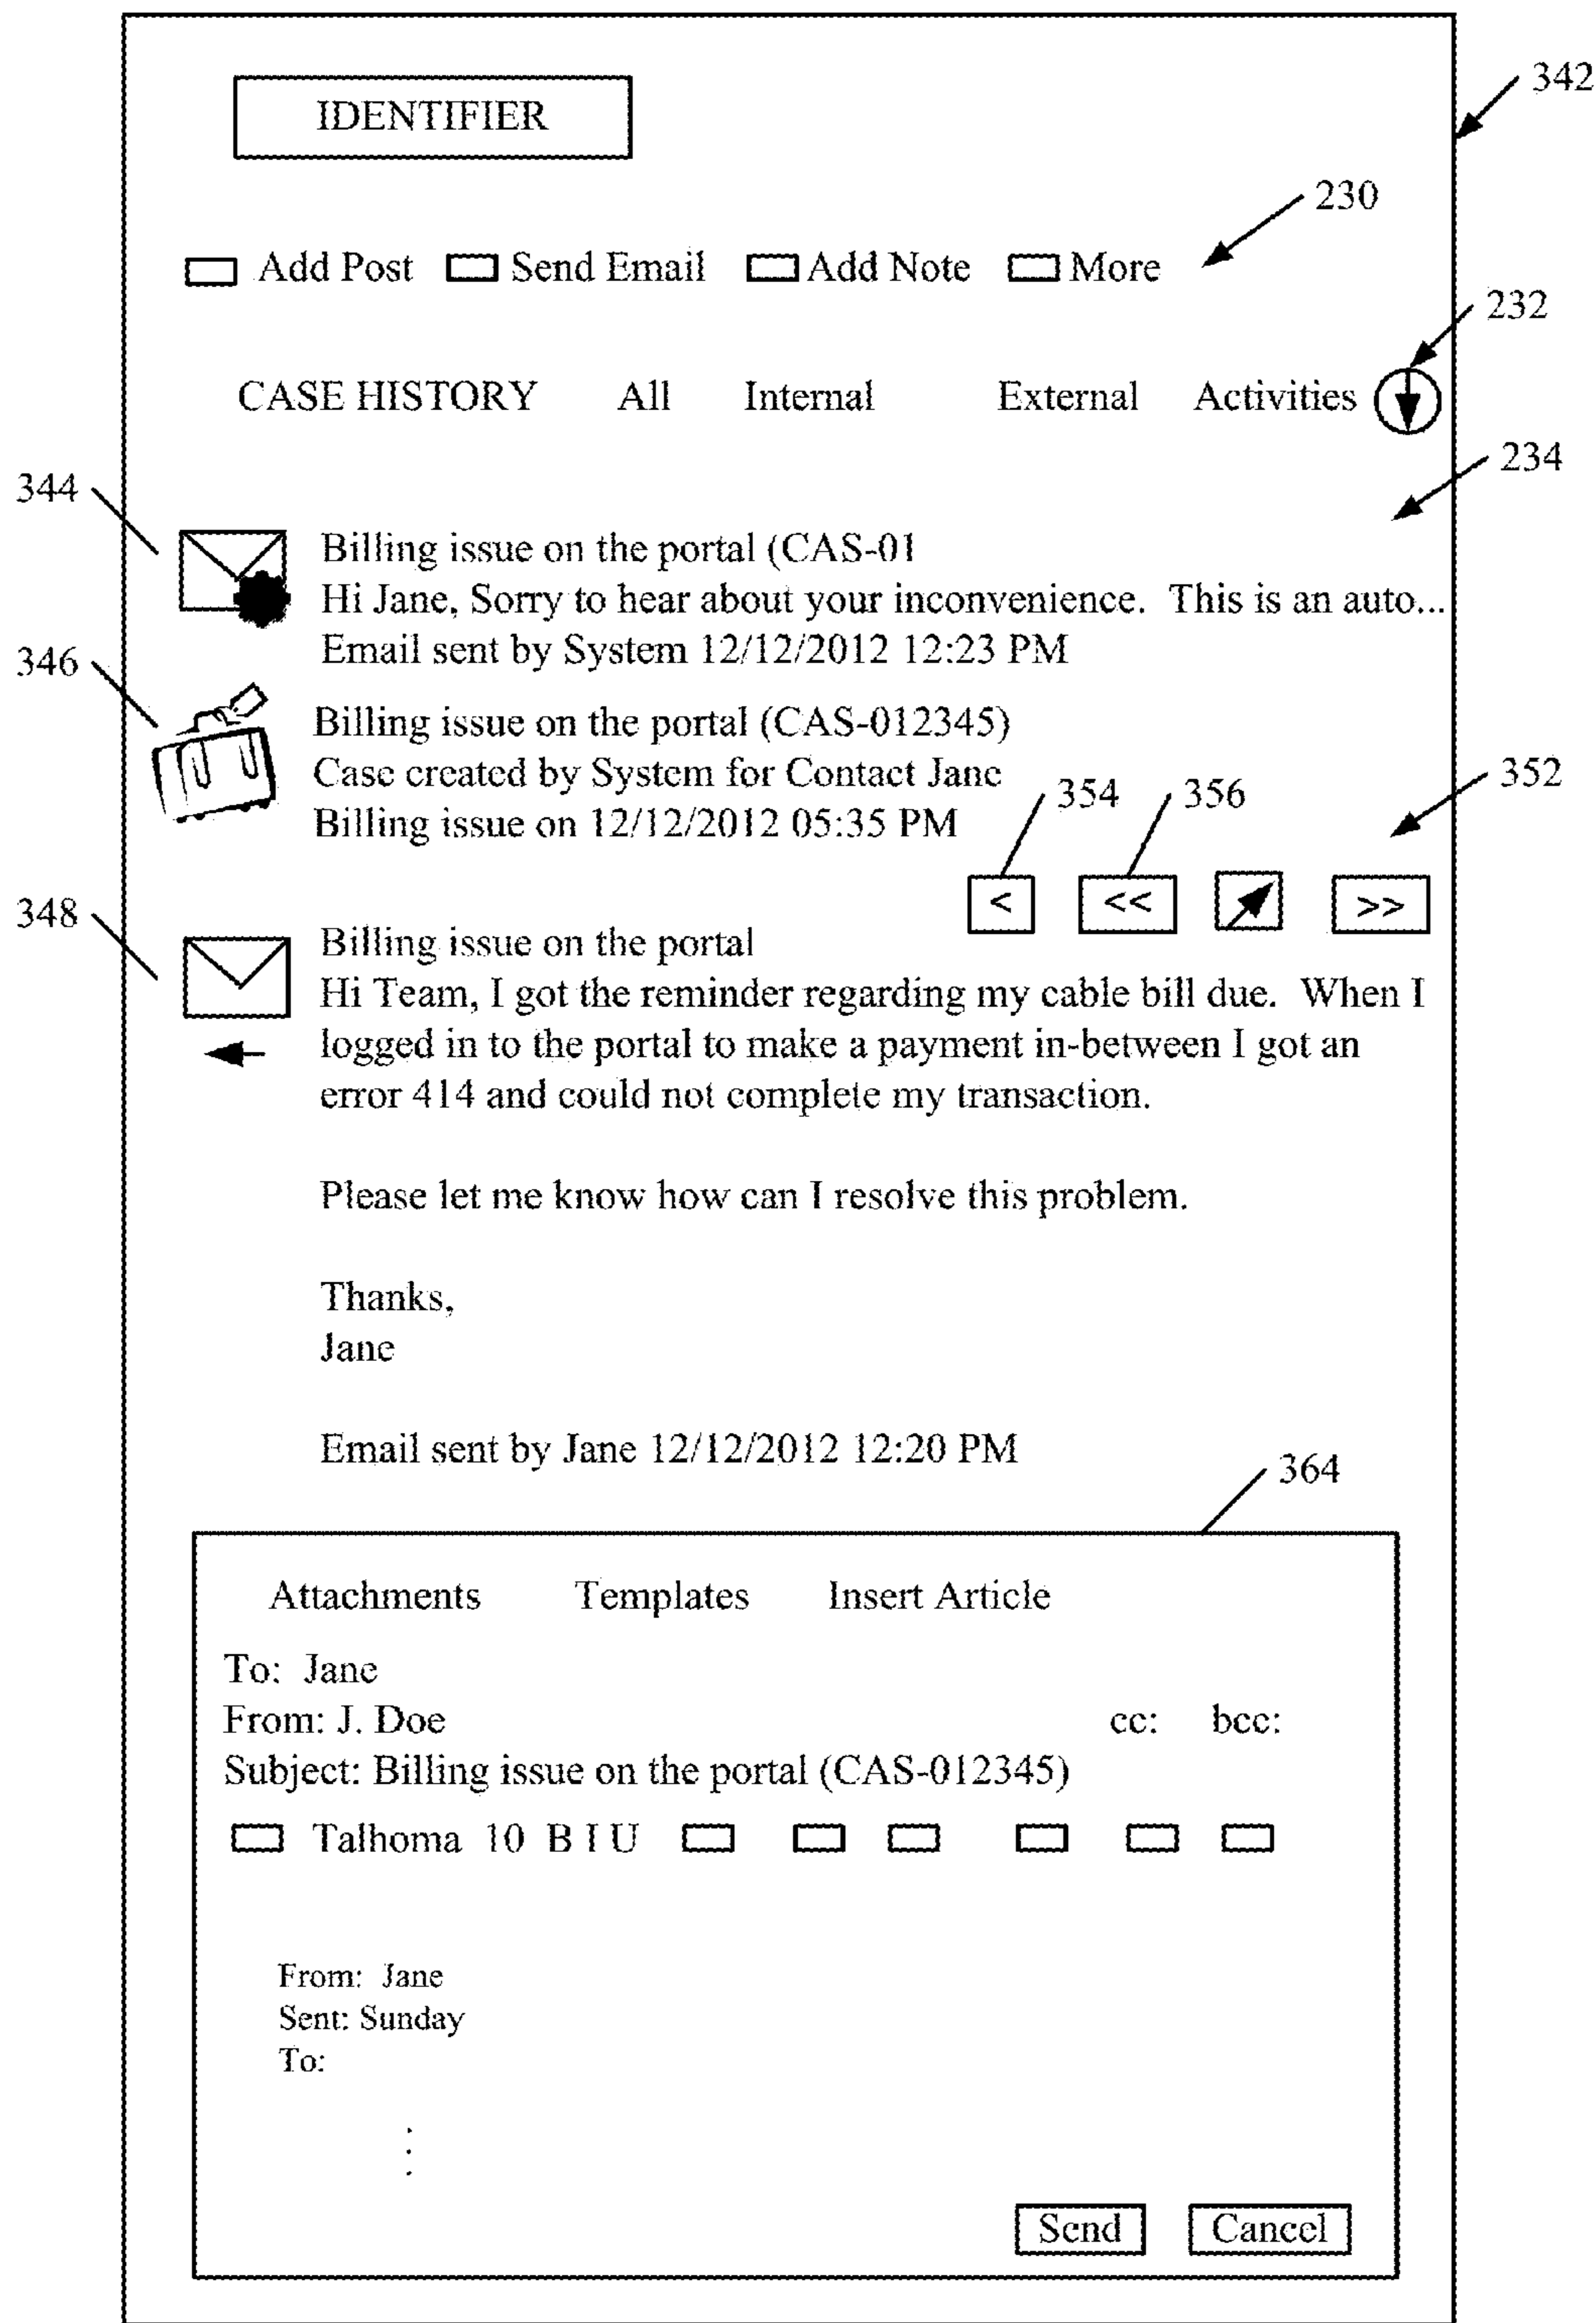 IDENTIFIER
342
230
Add Post Send Email Add Note More
232
CASE HISTORY All Internal External Activities
234
344
Billing issue on the portal (CAS-01
Hi Jane, Sorry to hear about your inconvenience. This is an auto...
Email sent by System 12/12/2012 12:23 PM
346
Billing issue on the portal (CAS-012345)
Case created by System for Contact Jane
Billing issue on 12/12/2012 05:35 PM
354 356 352
< << >>
348
Billing issue on the portal
Hi Team, I got the reminder regarding my cable bill due. When I
logged in to the portal to make a payment in-between I got an
error 414 and could not complete my transaction.
Please let me know how can I resolve this problem.
Thanks,
Jane
Email sent by Jane 12/12/2012 12:20 PM
364
Attachments Templates Insert Article
To: Jane
From: J. Doe cc: bcc:
Subject: Billing issue on the portal (CAS-012345)
Talhoma 10 B I U
From: Jane
Sent: Sunday
To:
Send Cancel